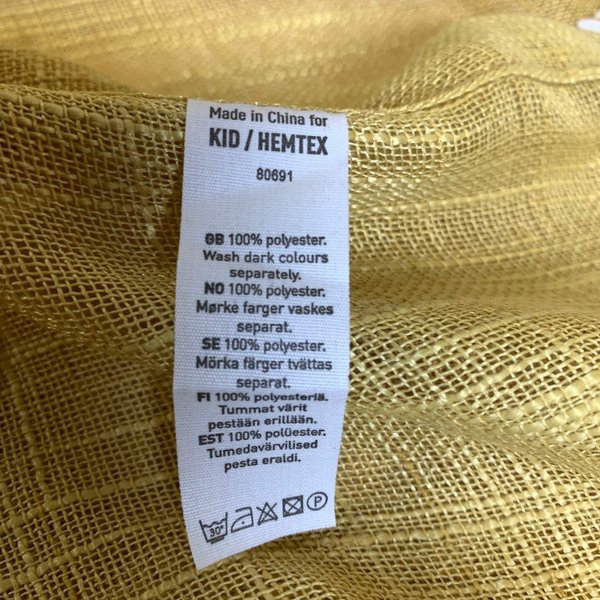 Made in China for
KID / HEMTEX
80691
GB 100% polyester.
Wash dark colours
separately.
NO 100% polyester.
Mørke farger vaskes
separat.
SE 100% polyester.
Mörka färger tvättas
separat.
FI 100% polyesteriä.
Tummat värit
pestään erillään.
EST 100% polüester.
Tumedavärvilised
pesta eraldi.
30° P